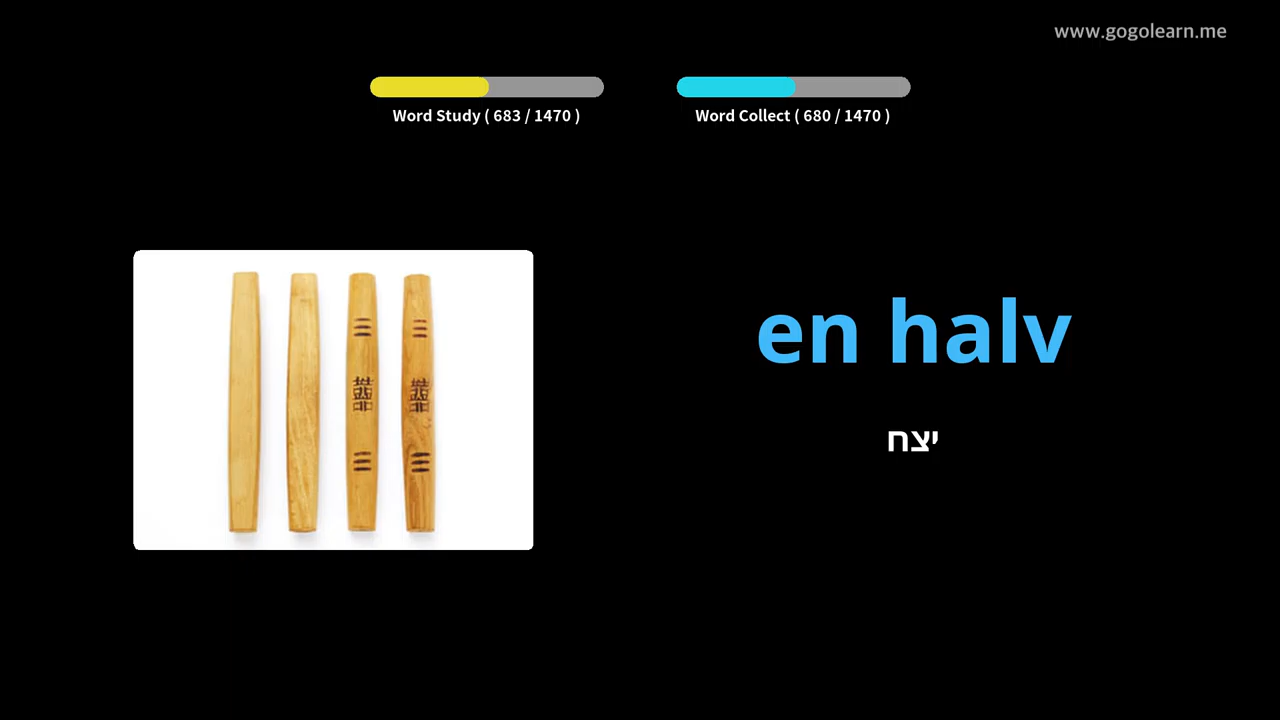 www.gogolearn.me
Word Study ( 683 / 1470 )
Word Collect ( 680 / 1470 )
en halv
יצח